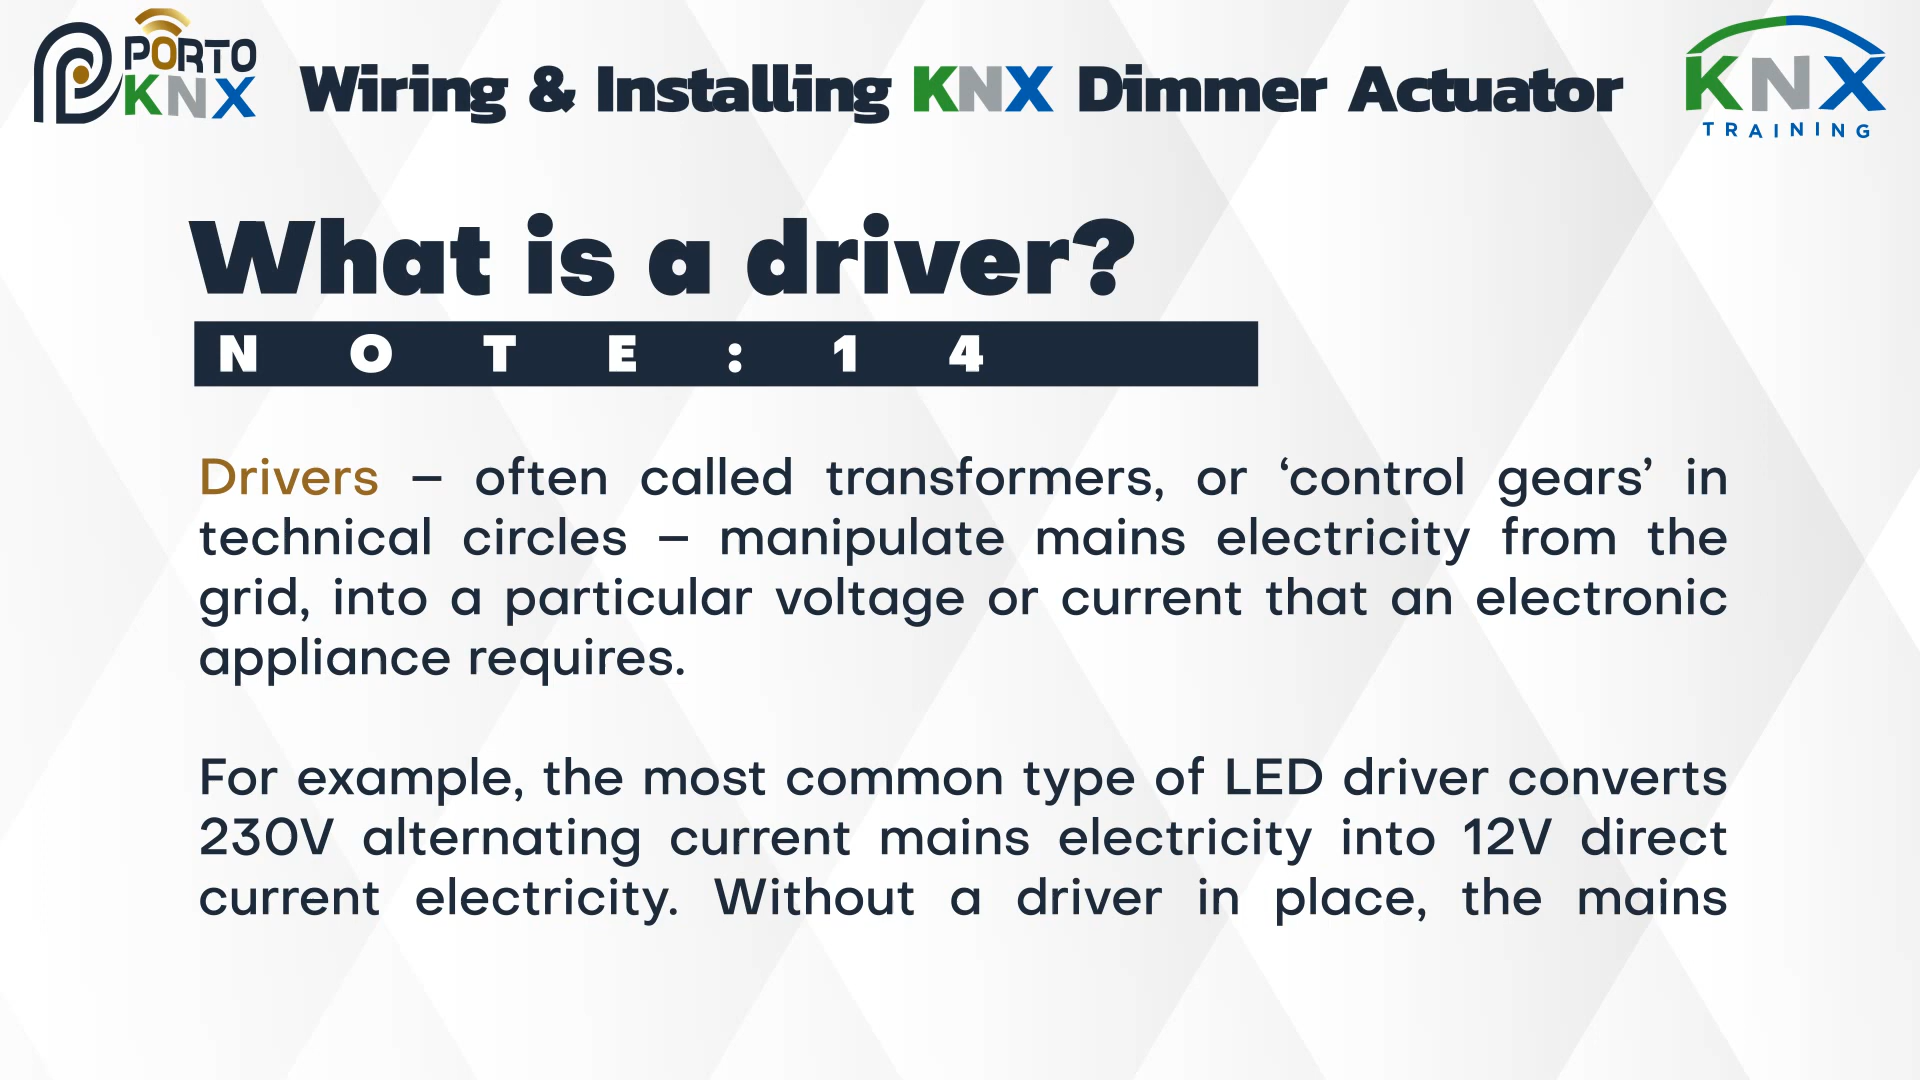 PORTO
KNX
Wiring & Installing KNX Dimmer Actuator
KNX
TRAINING
What is a driver?
NOTE:14
Drivers – often called transformers, or ‘control gears’ in
technical circles – manipulate mains electricity from the
grid, into a particular voltage or current that an electronic
appliance requires.
For example, the most common type of LED driver converts
230V alternating current mains electricity into 12V direct
current electricity. Without a driver in place, the mains